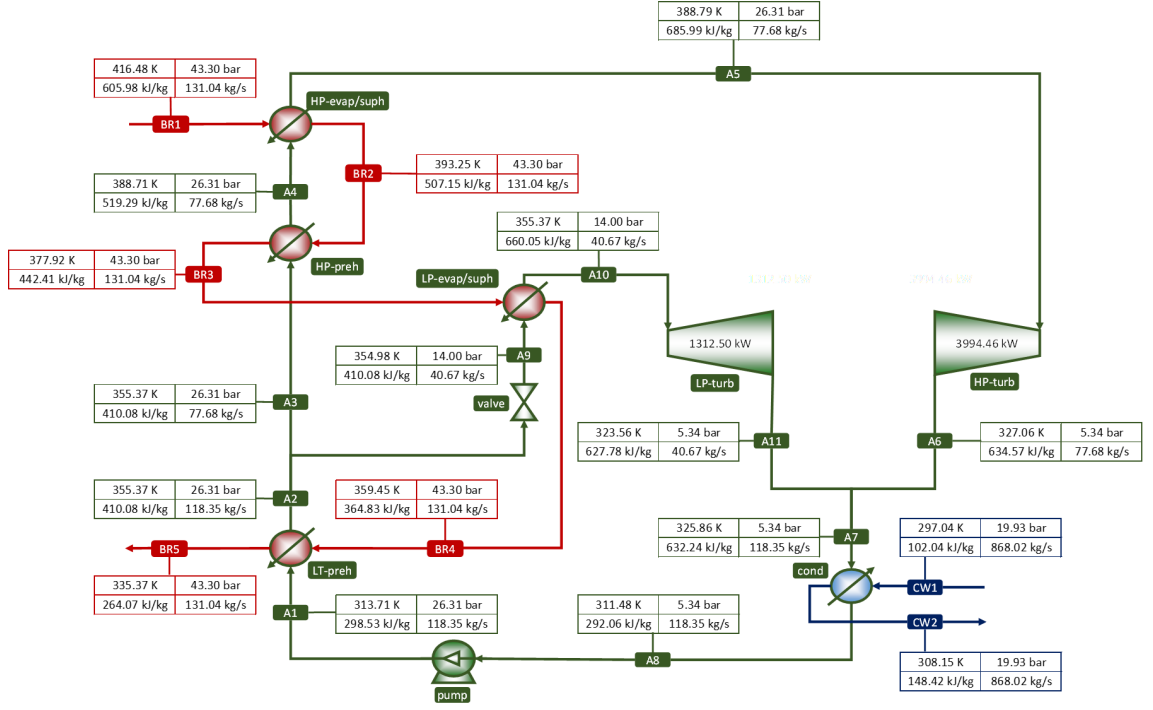 388.79 K 26.31 bar
685.99 kJ/kg 77.68 kg/s
A5
416.48 K 43.30 bar
605.98 kJ/kg 131.04 kg/s
HP-evap/suph
BR1
393.25 K 43.30 bar
507.15 kJ/kg 131.04 kg/s
BR2
388.71 K 26.31 bar
519.29 kJ/kg 77.68 kg/s
A4
355.37 K 14.00 bar
660.05 kJ/kg 40.67 kg/s
377.92 K 43.30 bar
442.41 kJ/kg 131.04 kg/s
BR3
HP-preh
LP-evap/suph
A10
1312.50 kW
3994.46 kW
354.98 K 14.00 bar
410.08 kJ/kg 40.67 kg/s
A9
LP-turb
HP-turb
355.37 K 26.31 bar
410.08 kJ/kg 77.68 kg/s
A3
valve
323.56 K 5.34 bar
627.78 kJ/kg 40.67 kg/s
A11
A6
327.06 K 5.34 bar
634.57 kJ/kg 77.68 kg/s
355.37 K 26.31 bar
410.08 kJ/kg 118.35 kg/s
A2
359.45 K 43.30 bar
364.83 kJ/kg 131.04 kg/s
325.86 K 5.34 bar
632.24 kJ/kg 118.35 kg/s
A7
297.04 K 19.93 bar
102.04 kJ/kg 868.02 kg/s
BR5
BR4
LT-preh
cond
CW1
335.37 K 43.30 bar
264.07 kJ/kg 131.04 kg/s
A1
313.71 K 26.31 bar
298.53 kJ/kg 118.35 kg/s
311.48 K 5.34 bar
292.06 kJ/kg 118.35 kg/s
CW2
A8
308.15 K 19.93 bar
148.42 kJ/kg 868.02 kg/s
pump